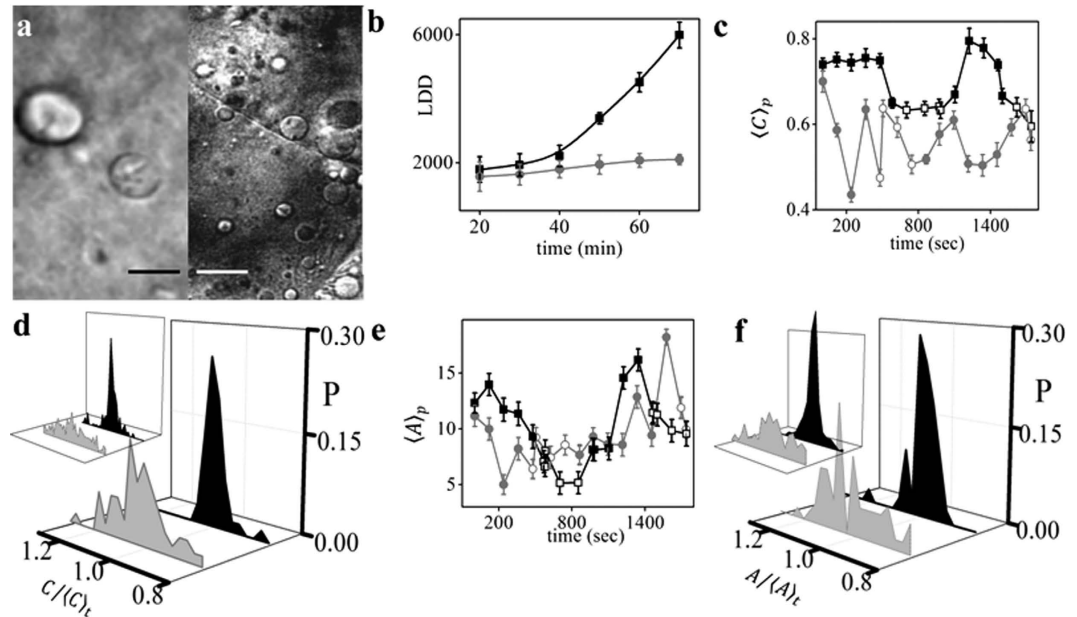 a
b
6000
LDD
2000
20
40
60
time (min)
c
0.8
⟨C⟩p
0.6
0.4
200
800
1400
time (sec)
d
0.30
P
0.15
0.00
1.2
1.0
0.8
C/⟨C⟩t
e
15
⟨A⟩p
10
5
200
800
1400
time (sec)
f
0.30
P
0.15
0.00
1.2
1.0
0.8
A/⟨A⟩t